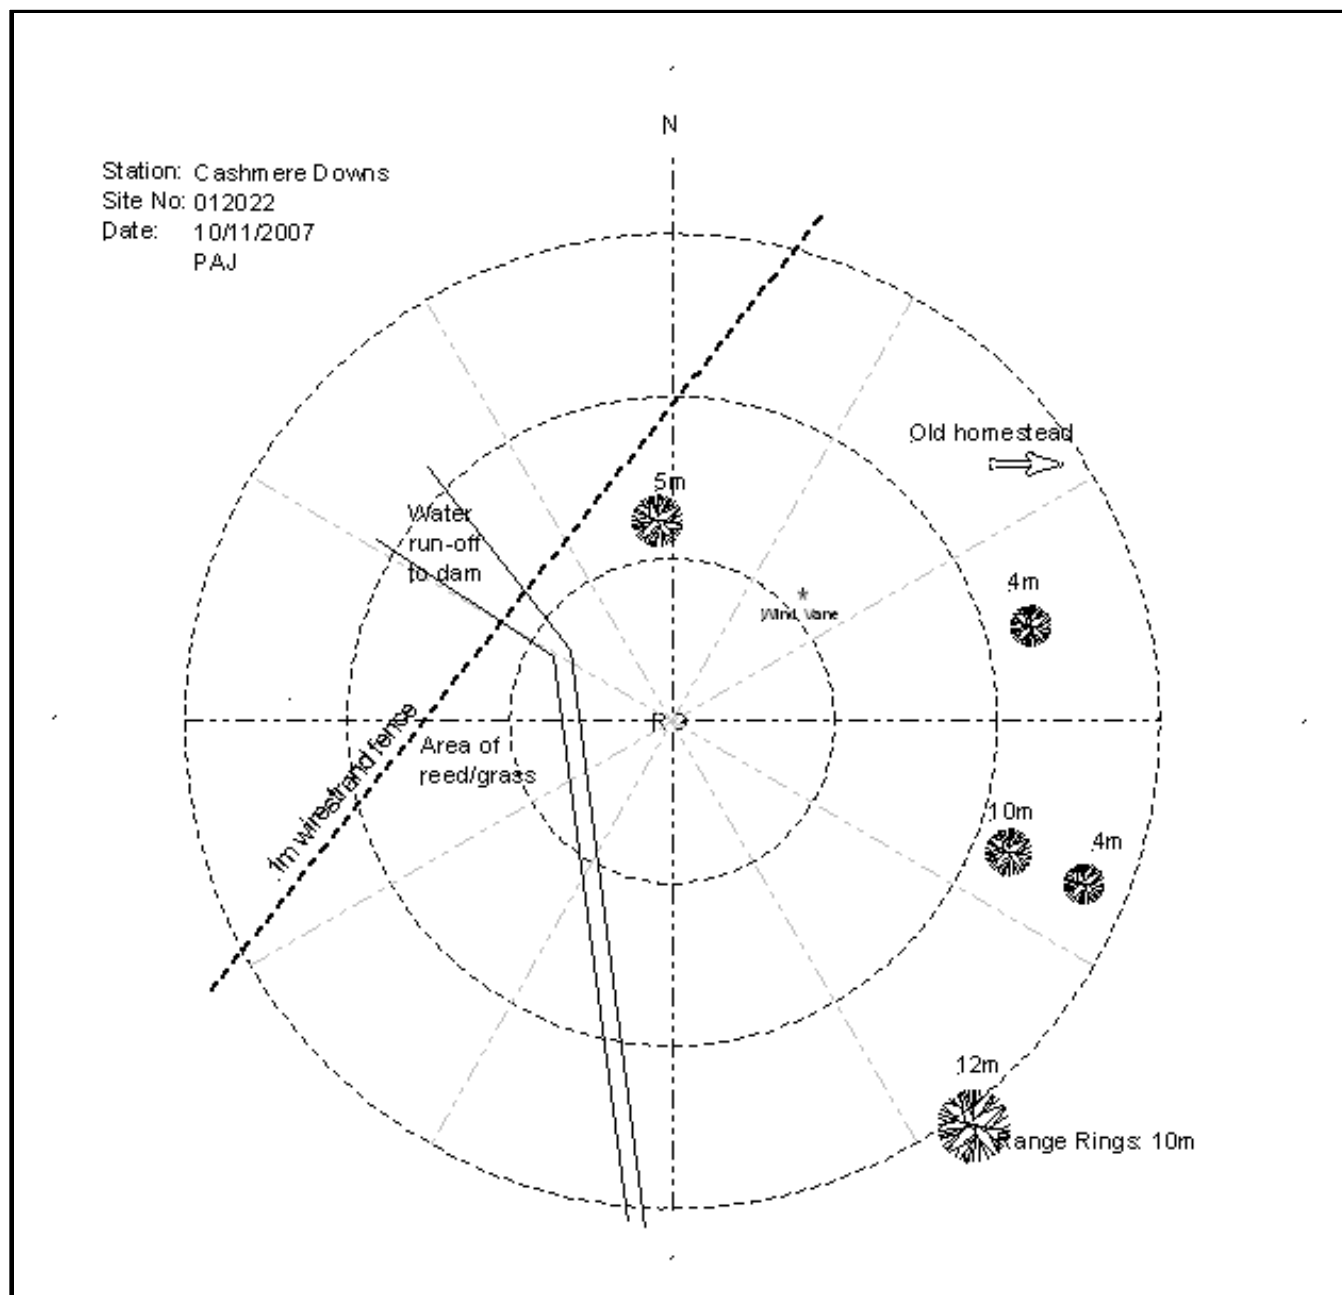 N
Station: Cashmere Downs
Site No: 012022
Date: 10/11/2007
PAJ
Old homestead
5m
Water
run-off
to dam
4m
Wind Vane
RG
1m wirestrand fence
Area of
reed/grass
10m
4m
12m
Range Rings: 10m